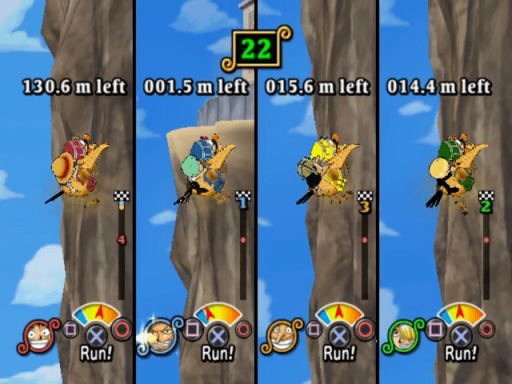 22
130.6 m left
001.5 m left
015.6 m left
014.4 m left
4
1
3
2
Run!
Run!
Run!
Run!